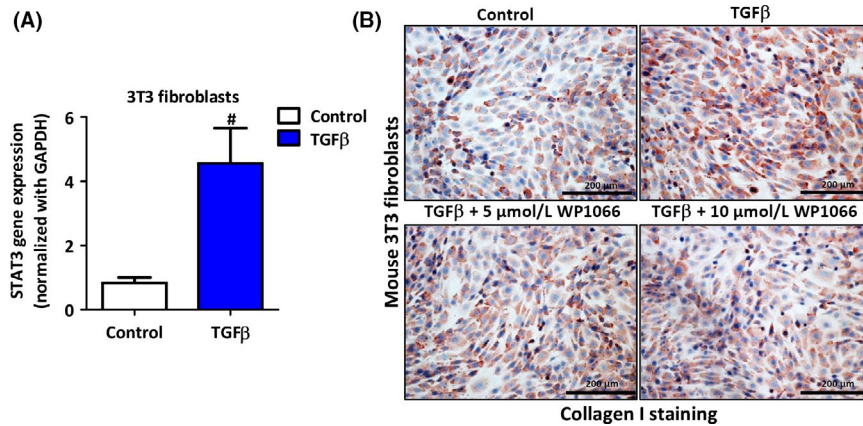 (A)
3T3 fibroblasts
Control
TGFβ
STAT3 gene expression
(normalized with GAPDH)
6
4
2
0
#
Control
TGFβ
(B)
Control
TGFβ
Mouse 3T3 fibroblasts
200 μm
200 μm
TGFβ + 5 μmol/L WP1066
TGFβ + 10 μmol/L WP1066
200 μm
200 μm
Collagen I staining